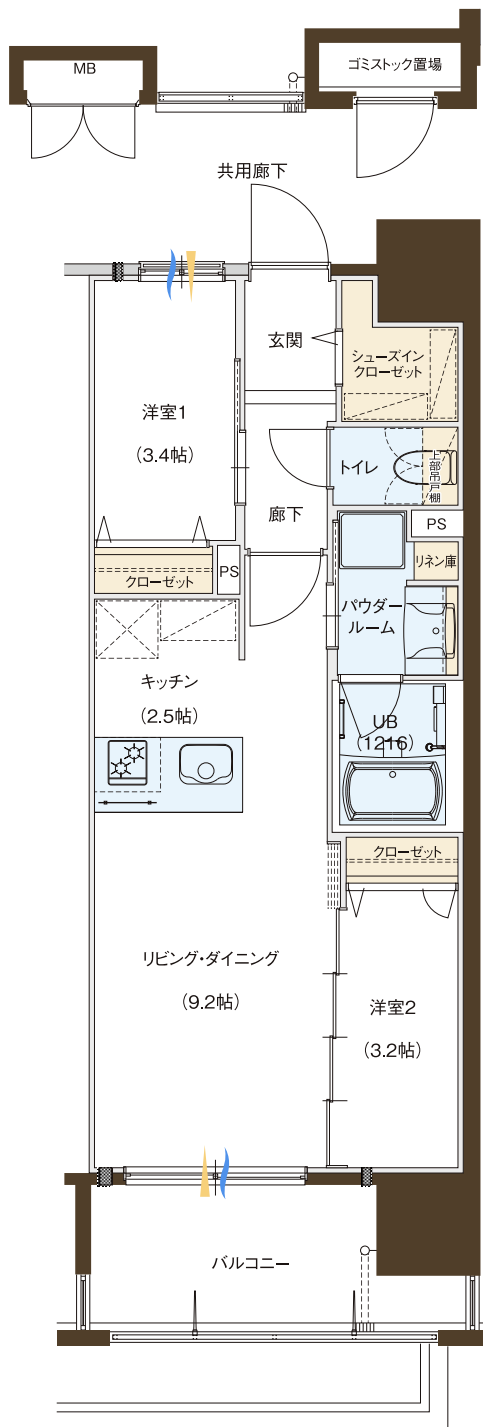 MB
ゴミストック置場
共用廊下
玄関
シューズイン
クローゼット
洋室1
(3.4帖)
トイレ
上部吊戸棚
廊下
PS
リネン庫
PS
クローゼット
パウダー
ルーム
キッチン
(2.5帖)
UB
(1216)
クローゼット
リビング・ダイニング
(9.2帖)
洋室2
(3.2帖)
バルコニー